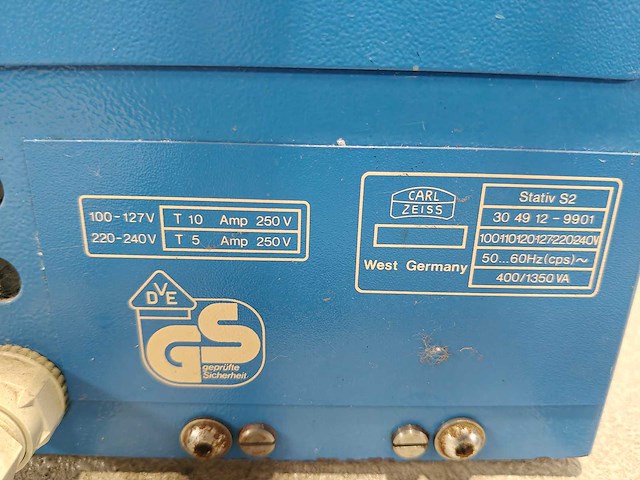 100-127V T 10 Amp 250 V
220-240V T 5 Amp 250 V
DVE
GS
geprüfte
Sicherheit
CARL
ZEISS
West Germany
Stativ S2
30 49 12-9901
100110120127220240V
50...60Hz(cps)~
400/1350 VA